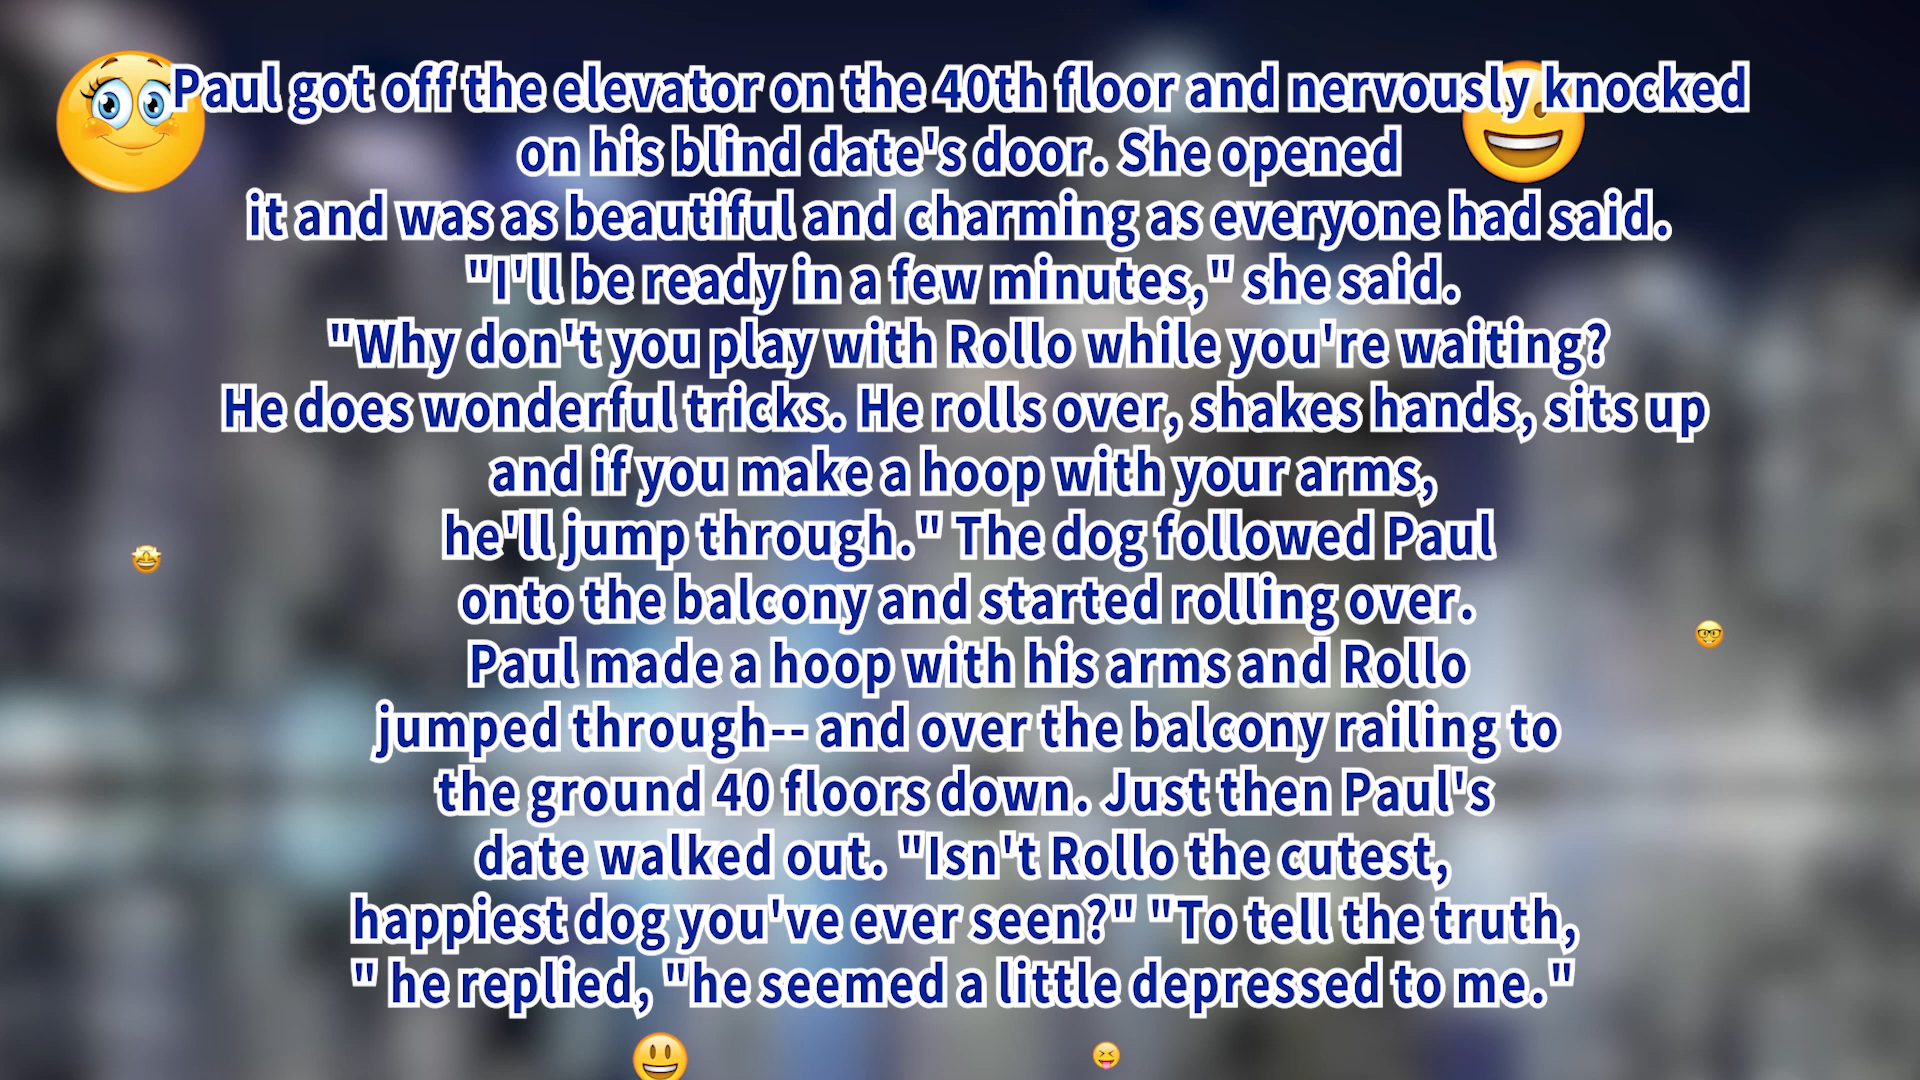 Paul got off the elevator on the 40th floor and nervously knocked
on his blind date's door. She opened
it and was as beautiful and charming as everyone had said.
"I'll be ready in a few minutes," she said.
"Why don't you play with Rollo while you're waiting?
He does wonderful tricks. He rolls over, shakes hands, sits up
and if you make a hoop with your arms,
he'll jump through." The dog followed Paul
onto the balcony and started rolling over.
Paul made a hoop with his arms and Rollo
jumped through-- and over the balcony railing to
the ground 40 floors down. Just then Paul's
date walked out. "Isn't Rollo the cutest,
happiest dog you've ever seen?" "To tell the truth,
" he replied, "he seemed a little depressed to me."